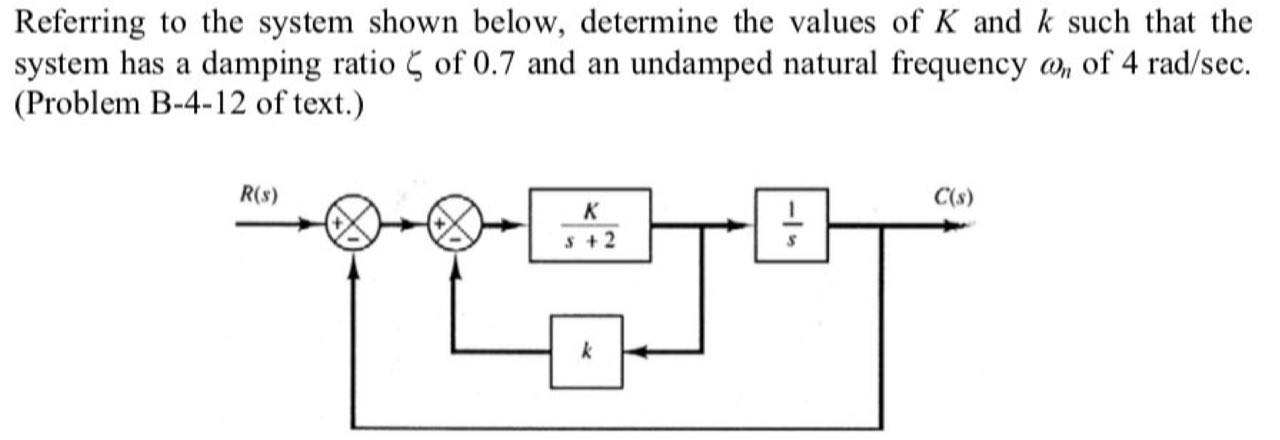 Referring to the system shown below, determine the values of K and k such that the
system has a damping ratio ζ of 0.7 and an undamped natural frequency ωn of 4 rad/sec.
(Problem B-4-12 of text.)
R(s)
C(s)
+
−
+
−
K
s + 2
1
s
k